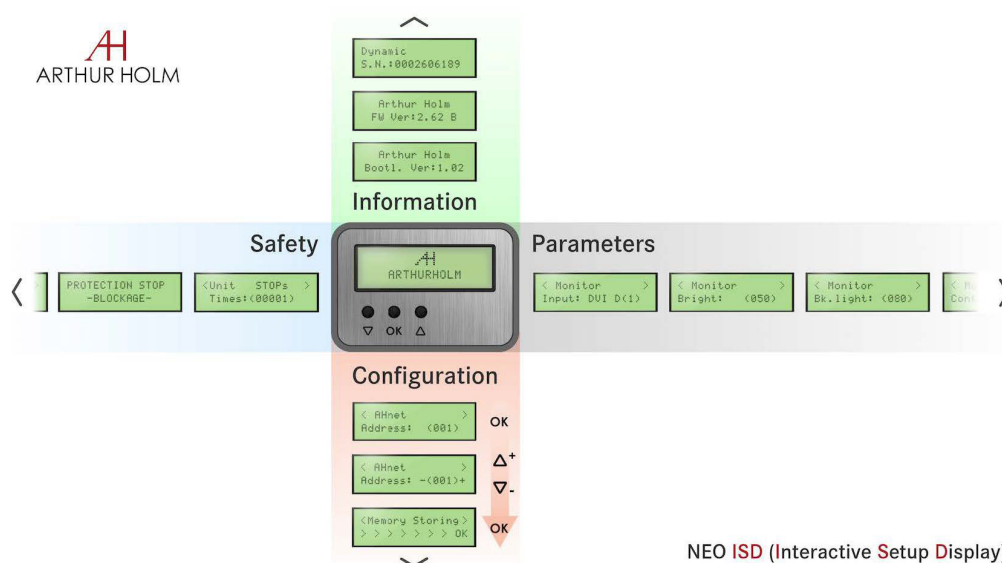 AH
ARTHUR HOLM
Dynamic
S.N.:0002606189
Arthur Holm
FW Ver:2.62 B
Arthur Holm
Bootl. Ver:1.02
Information
Safety
Parameters
PROTECTION STOP
-BLOCKAGE-
<Unit STOPs >
Times:(00001)
AH
ARTHURHOLM
OK
< Monitor >
Input: DVI D(1)
< Monitor >
Bright: (050)
< Monitor >
Bk.light: (080)
Configuration
< AHnet >
Address: (001)
OK
< AHnet >
Address: -(001)+
+
-
<Memory Storing>
> > > > > > > OK
OK
NEO ISD (Interactive Setup Display)